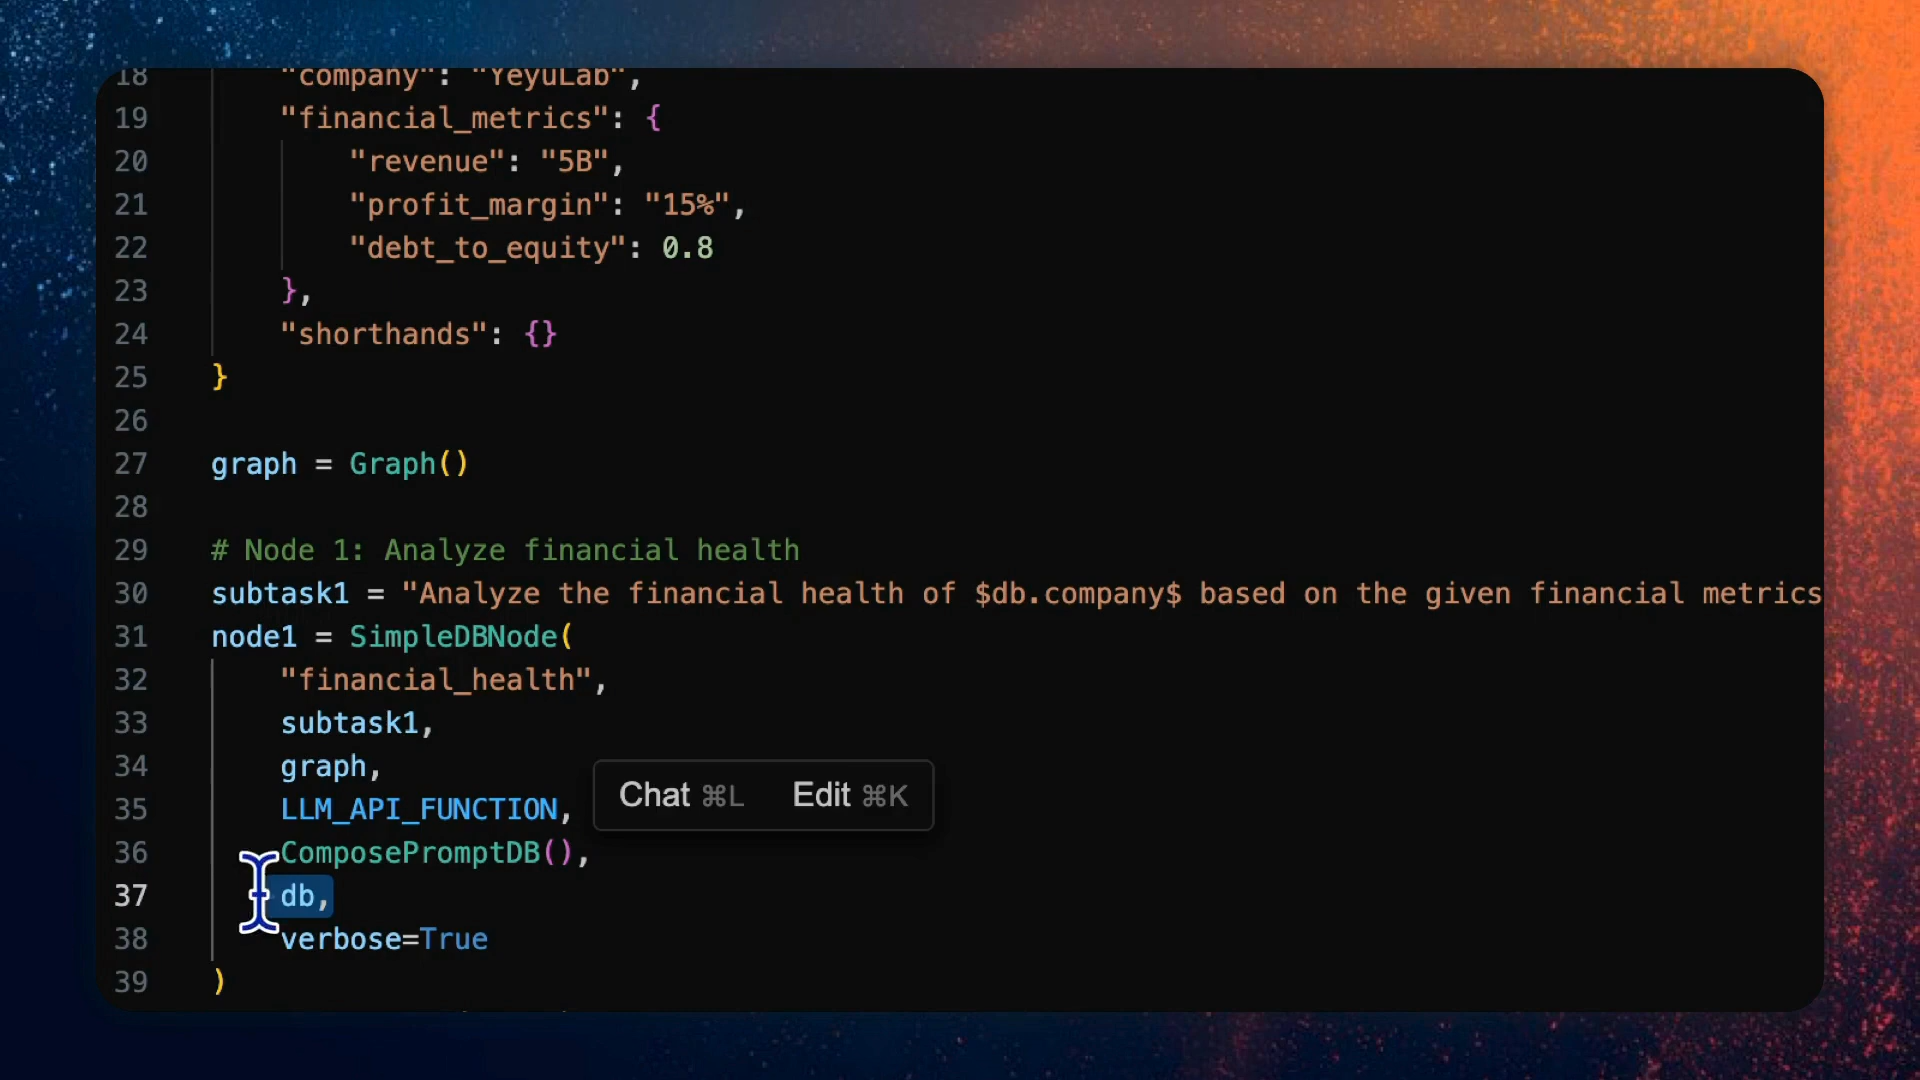 18 "company": "YeyuLab",
19 "financial_metrics": {
20 "revenue": "5B",
21 "profit_margin": "15%",
22 "debt_to_equity": 0.8
23 },
24 "shorthands": {}
25 }
26
27 graph = Graph()
28
29 # Node 1: Analyze financial health
30 subtask1 = "Analyze the financial health of $db.company$ based on the given financial metrics
31 node1 = SimpleDBNode(
32 "financial_health",
33 subtask1,
34 graph,
35 LLM_API_FUNCTION,
Chat ⌘L Edit ⌘K
36 ComposePromptDB(),
37 db,
38 verbose=True
39 )